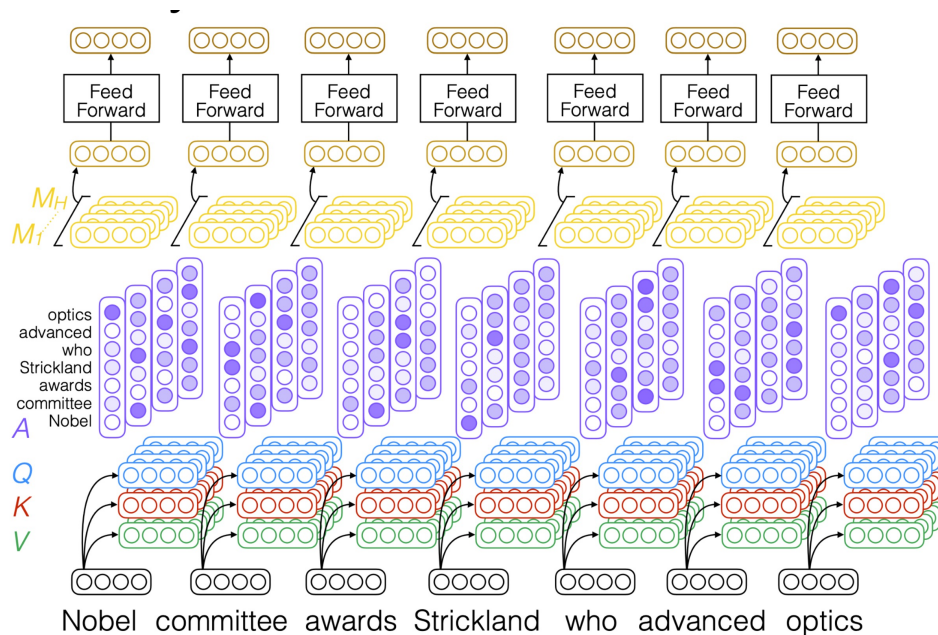 Feed Forward Feed Forward Feed Forward Feed Forward Feed Forward Feed Forward Feed Forward
M_H
M_1
optics
advanced
who
Strickland
awards
committee
Nobel
A
Q
K
V
Nobel committee awards Strickland who advanced optics